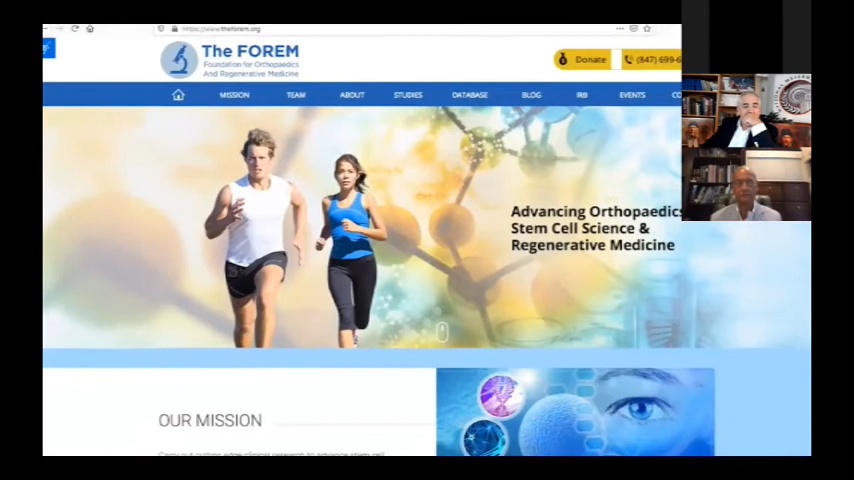 https://www.theforem.org
The FOREM
Foundation for Orthopaedics
And Regenerative Medicine
Donate
(847) 699-6
MISSION
TEAM
ABOUT
STUDIES
DATABASE
BLOG
IRB
EVENTS
CO
Advancing Orthopaedics
Stem Cell Science &
Regenerative Medicine
OUR MISSION